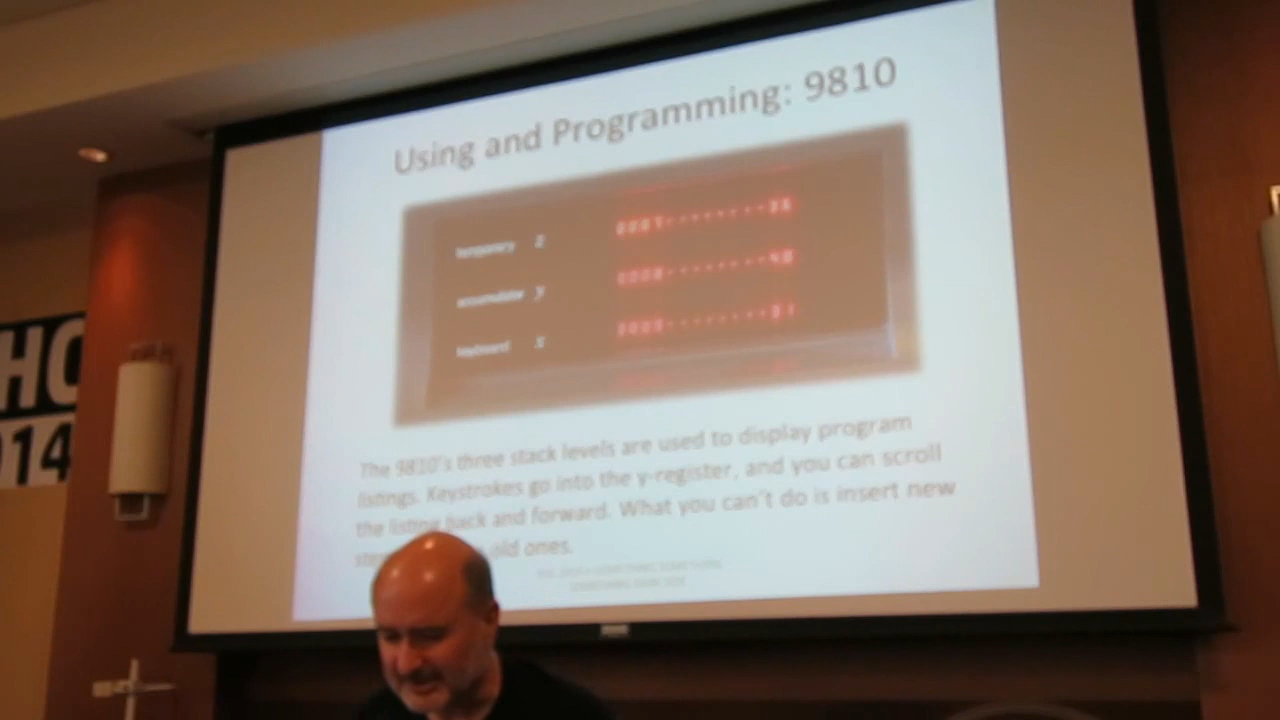 Using and Programming: 9810
temporary z
accumulator y
keyboard x
The 9810's three stack levels are used to display program
listings. Keystrokes go into the y-register, and you can scroll
the listing back and forward. What you can't do is insert new
old ones.
HC
014